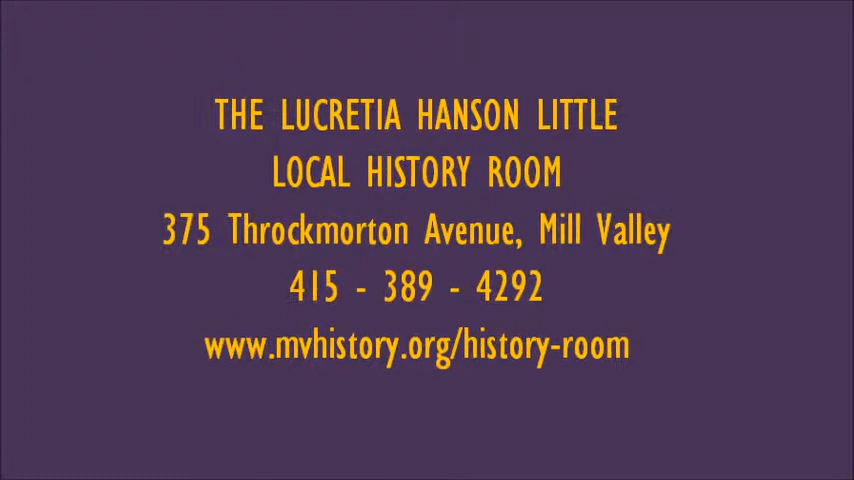 THE LUCRETIA HANSON LITTLE
LOCAL HISTORY ROOM
375 Throckmorton Avenue, Mill Valley
415 - 389 - 4292
www.mvhistory.org/history-room